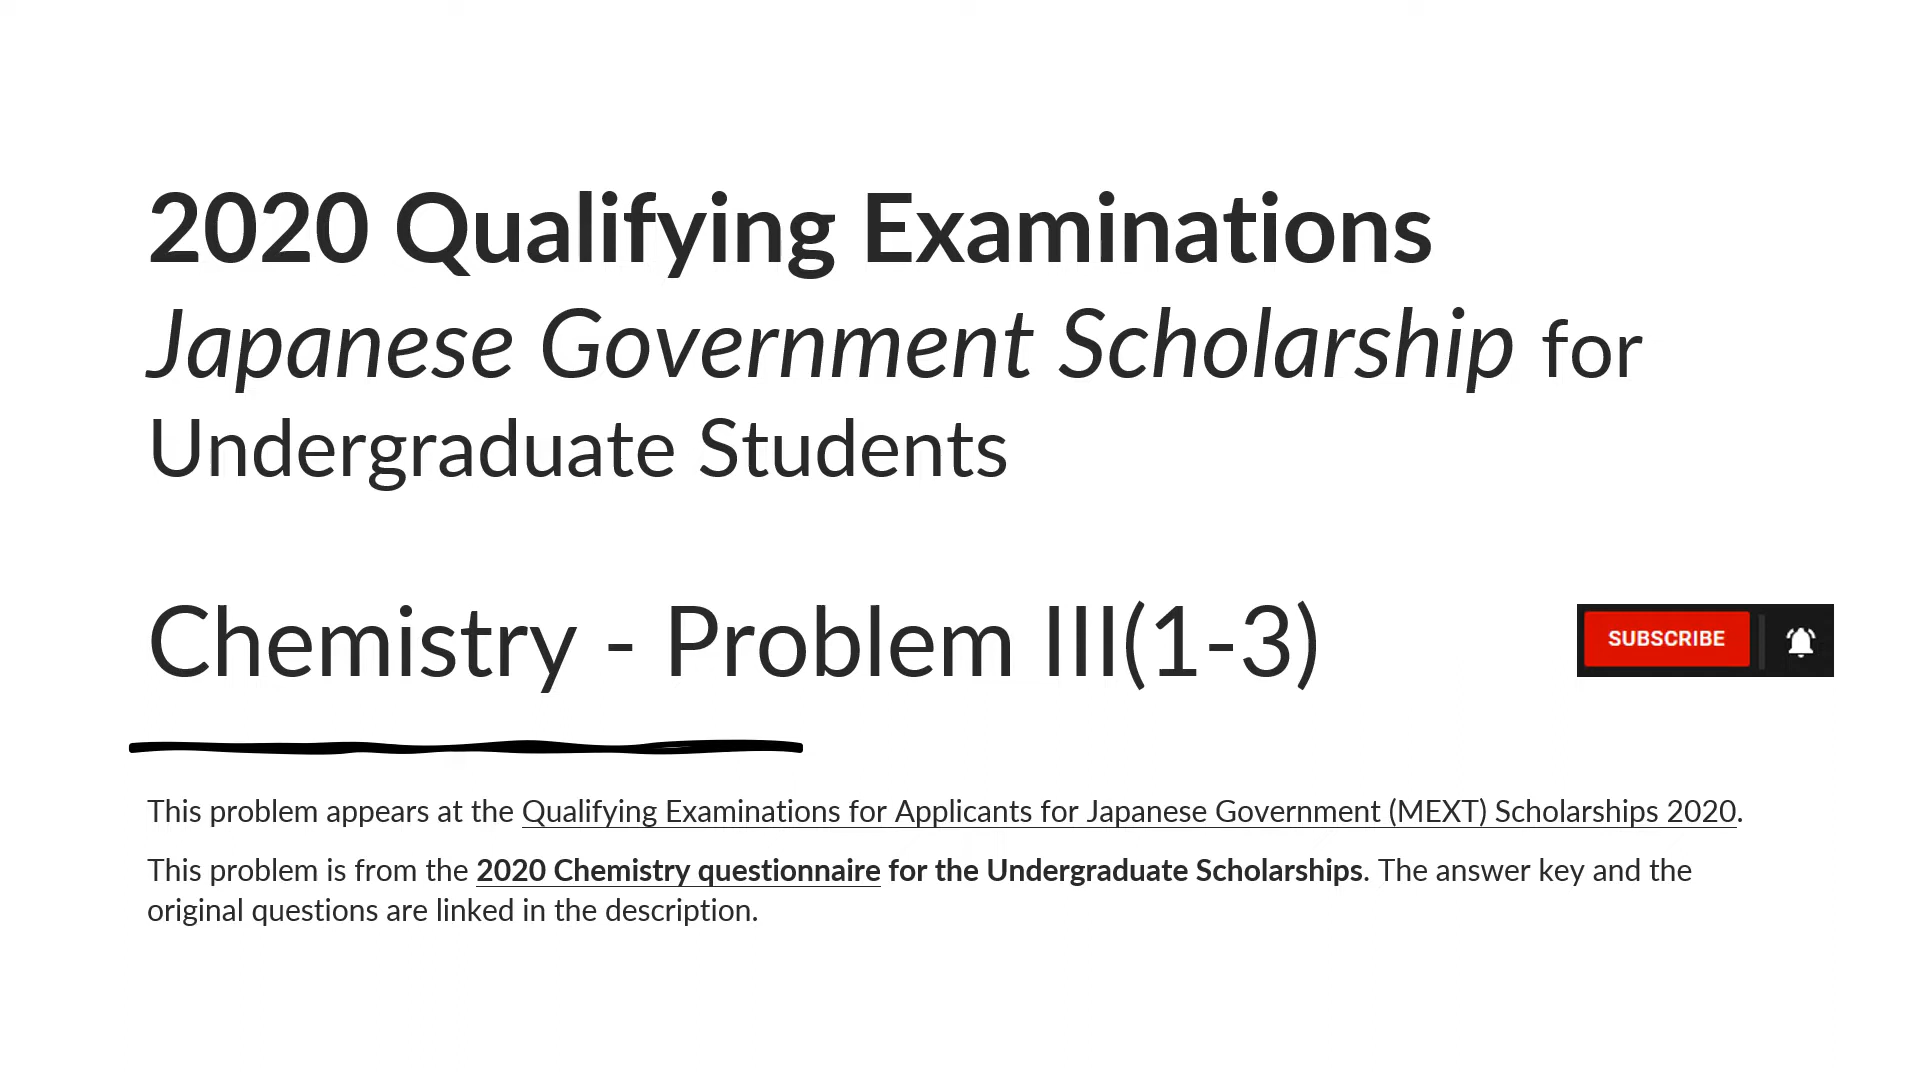 2020 Qualifying Examinations
Japanese Government Scholarship for
Undergraduate Students
Chemistry - Problem III(1-3)
SUBSCRIBE
This problem appears at the Qualifying Examinations for Applicants for Japanese Government (MEXT) Scholarships 2020.
This problem is from the 2020 Chemistry questionnaire for the Undergraduate Scholarships. The answer key and the
original questions are linked in the description.